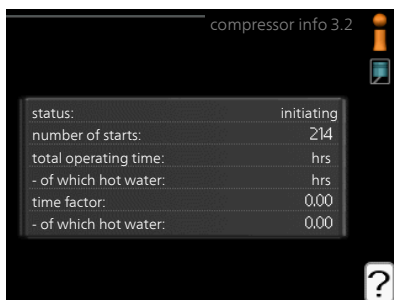 compressor info 3.2
status: initiating
number of starts: 214
total operating time: hrs
- of which hot water: hrs
time factor: 0.00
- of which hot water: 0.00
?